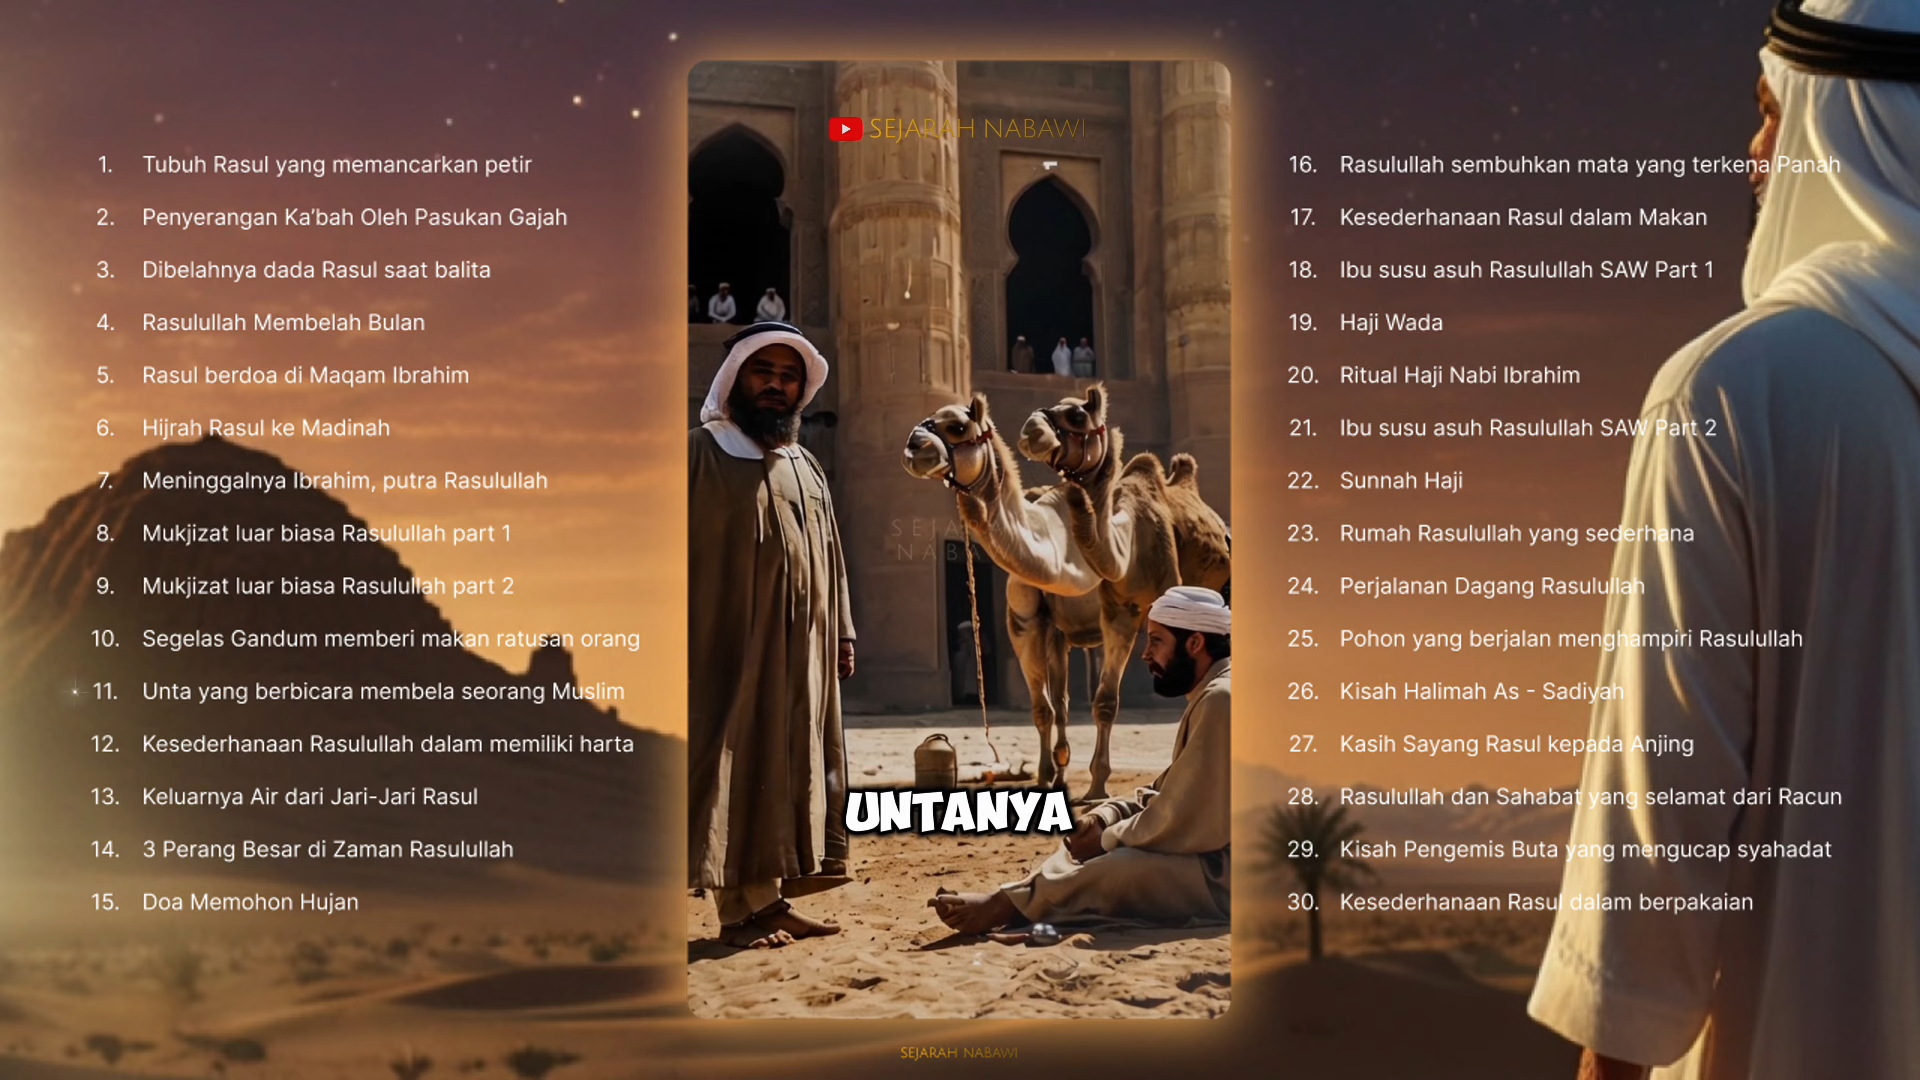 SEJARAH NABAWI
1. Tubuh Rasul yang memancarkan petir
2. Penyerangan Ka’bah Oleh Pasukan Gajah
3. Dibelahnya dada Rasul saat balita
4. Rasulullah Membelah Bulan
5. Rasul berdoa di Maqam Ibrahim
6. Hijrah Rasul ke Madinah
7. Meninggalnya Ibrahim, putra Rasulullah
8. Mukjizat luar biasa Rasulullah part 1
9. Mukjizat luar biasa Rasulullah part 2
10. Segelas Gandum memberi makan ratusan orang
11. Unta yang berbicara membela seorang Muslim
12. Kesederhanaan Rasulullah dalam memiliki harta
13. Keluarnya Air dari Jari-Jari Rasul
14. 3 Perang Besar di Zaman Rasulullah
15. Doa Memohon Hujan
UNTANYA
16. Rasulullah sembuhkan mata yang terkena Panah
17. Kesederhanaan Rasul dalam Makan
18. Ibu susu asuh Rasulullah SAW Part 1
19. Haji Wada
20. Ritual Haji Nabi Ibrahim
21. Ibu susu asuh Rasulullah SAW Part 2
22. Sunnah Haji
23. Rumah Rasulullah yang sederhana
24. Perjalanan Dagang Rasulullah
25. Pohon yang berjalan menghampiri Rasulullah
26. Kisah Halimah As - Sadiyah
27. Kasih Sayang Rasul kepada Anjing
28. Rasulullah dan Sahabat yang selamat dari Racun
29. Kisah Pengemis Buta yang mengucap syahadat
30. Kesederhanaan Rasul dalam berpakaian
SEJARAH NABAWI